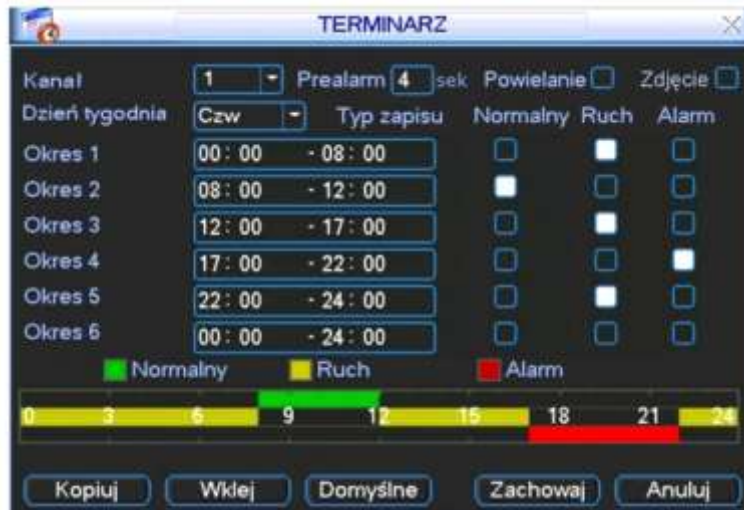 TERMINARZ
Kanał 1 Prealarm 4 sek Powielanie Zdjęcie
Dzień tygodnia Czw Typ zapisu Normalny Ruch Alarm
Okres 1 00: 00 - 08: 00
Okres 2 08: 00 - 12: 00
Okres 3 12: 00 - 17: 00
Okres 4 17: 00 - 22: 00
Okres 5 22: 00 - 24: 00
Okres 6 00: 00 - 24: 00
Normalny Ruch Alarm
0 3 6 9 12 15 18 21 24
Kopiuj Wklej Domyślne Zachowaj Anuluj